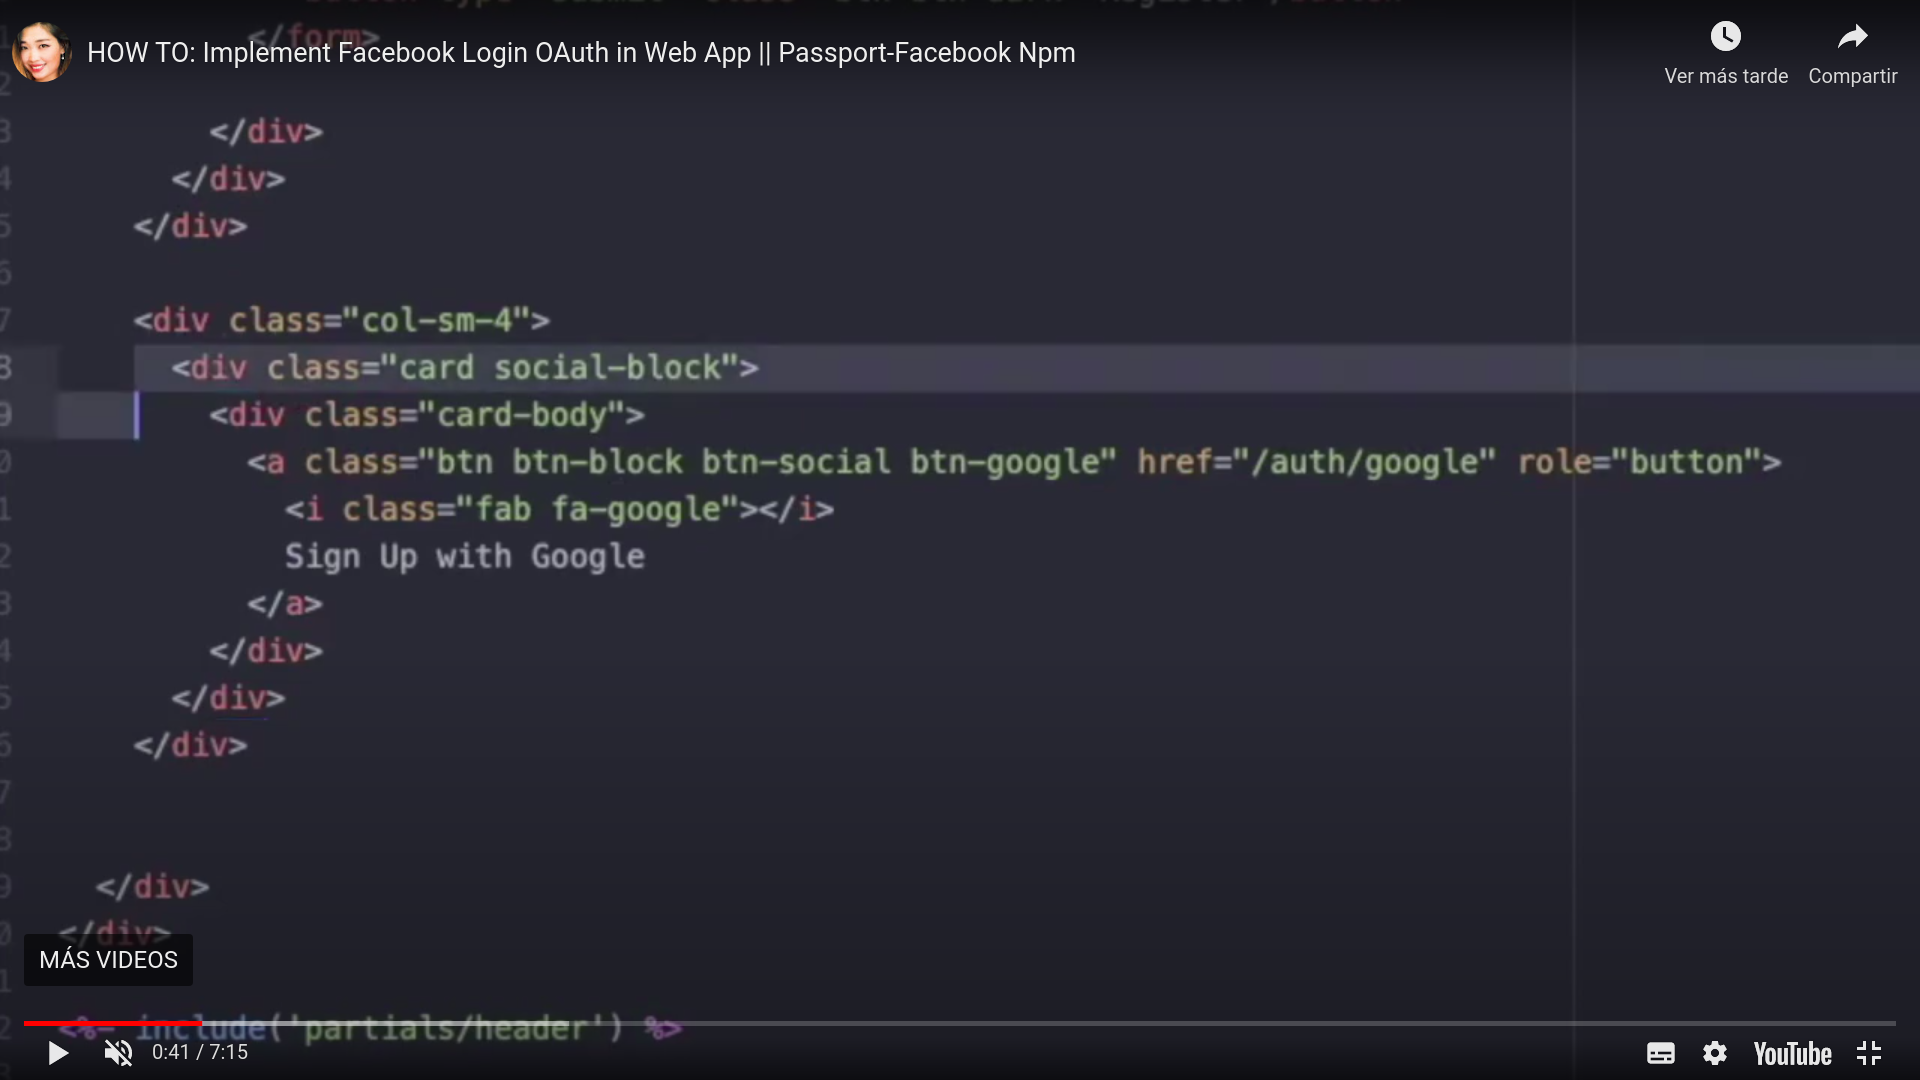 </form>
HOW TO: Implement Facebook Login OAuth in Web App || Passport-Facebook Npm
Ver más tarde
Compartir
</div>
</div>
</div>
<div class="col-sm-4">
<div class="card social-block">
<div class="card-body">
<a class="btn btn-block btn-social btn-google" href="/auth/google" role="button">
<i class="fab fa-google"></i>
Sign Up with Google
</a>
</div>
</div>
</div>
</div>
</div>
MÁS VIDEOS
<%- include('partials/header') %>
0:41 / 7:15
YouTube